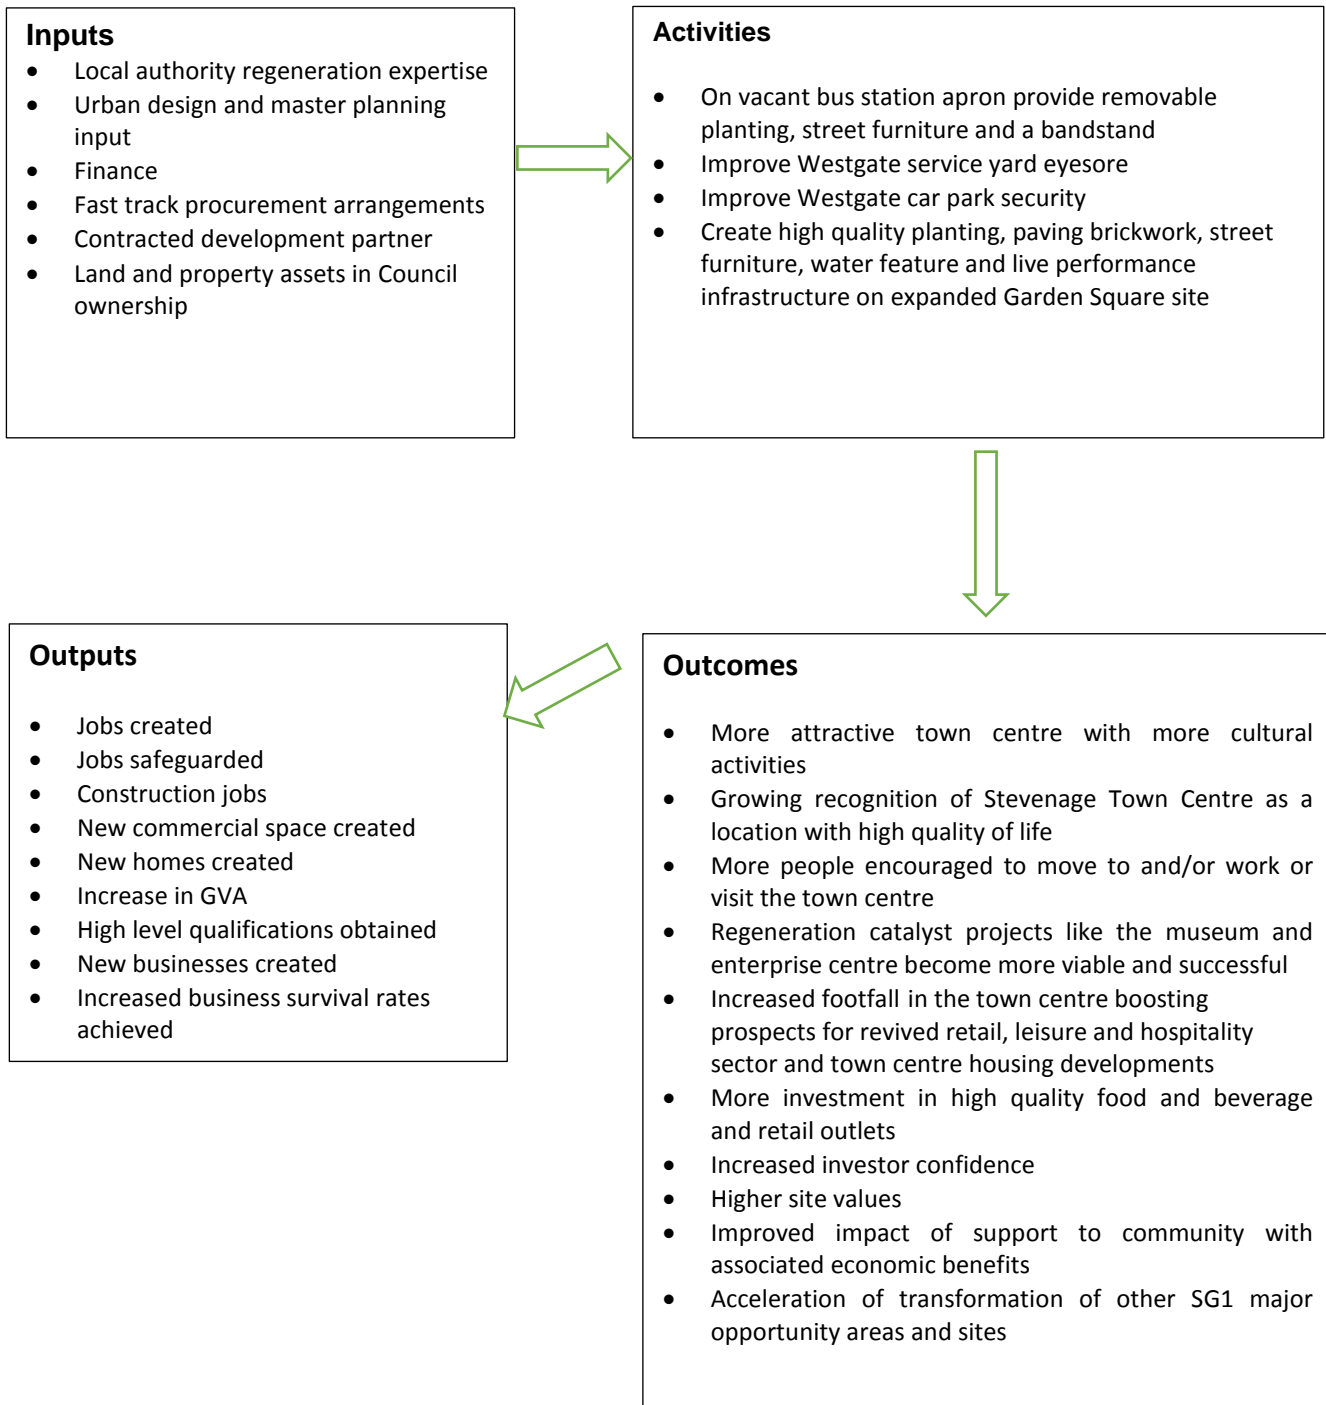 Inputs
• Local authority regeneration expertise
• Urban design and master planning
input
• Finance
• Fast track procurement arrangements
• Contracted development partner
• Land and property assets in Council
ownership
Activities
• On vacant bus station apron provide removable
planting, street furniture and a bandstand
• Improve Westgate service yard eyesore
• Improve Westgate car park security
• Create high quality planting, paving brickwork, street
furniture, water feature and live performance
infrastructure on expanded Garden Square site
Outcomes
• More attractive town centre with more cultural
activities
• Growing recognition of Stevenage Town Centre as a
location with high quality of life
• More people encouraged to move to and/or work or
visit the town centre
• Regeneration catalyst projects like the museum and
enterprise centre become more viable and successful
• Increased footfall in the town centre boosting
prospects for revived retail, leisure and hospitality
sector and town centre housing developments
• More investment in high quality food and beverage
and retail outlets
• Increased investor confidence
• Higher site values
• Improved impact of support to community with
associated economic benefits
• Acceleration of transformation of other SG1 major
opportunity areas and sites
Outputs
• Jobs created
• Jobs safeguarded
• Construction jobs
• New commercial space created
• New homes created
• Increase in GVA
• High level qualifications obtained
• New businesses created
• Increased business survival rates
achieved